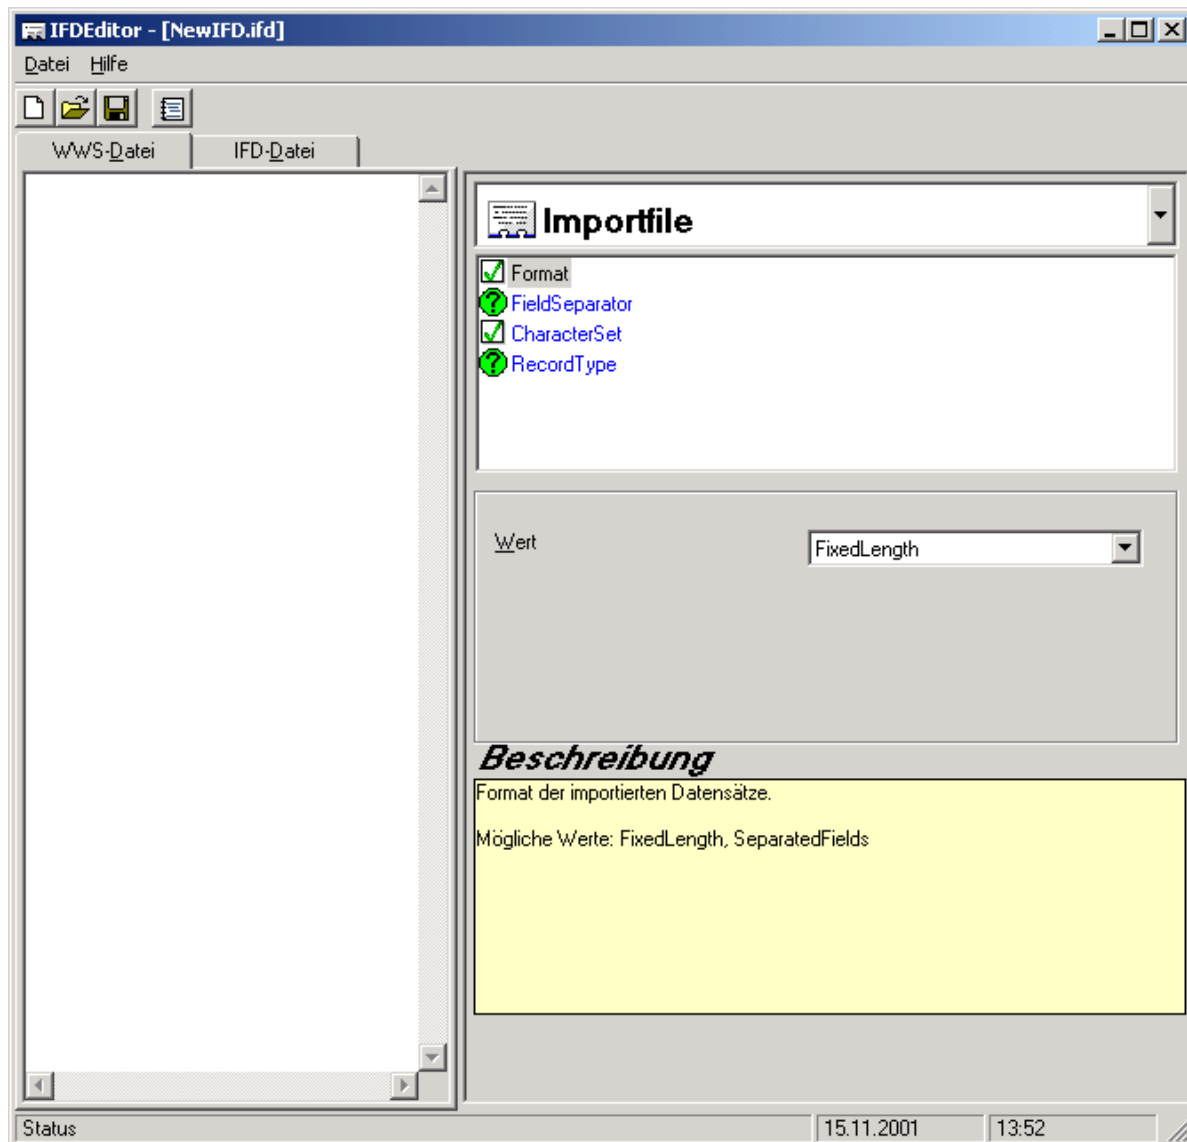 IFDEditor - [NewIFD.ifd]
Datei Hilfe
WWS-Datei IFD-Datei
Importfile
Format
FieldSeparator
CharacterSet
RecordType
Wert FixedLength
Beschreibung
Format der importierten Datensätze.
Mögliche Werte: FixedLength, SeparatedFields
Status 15.11.2001 13:52